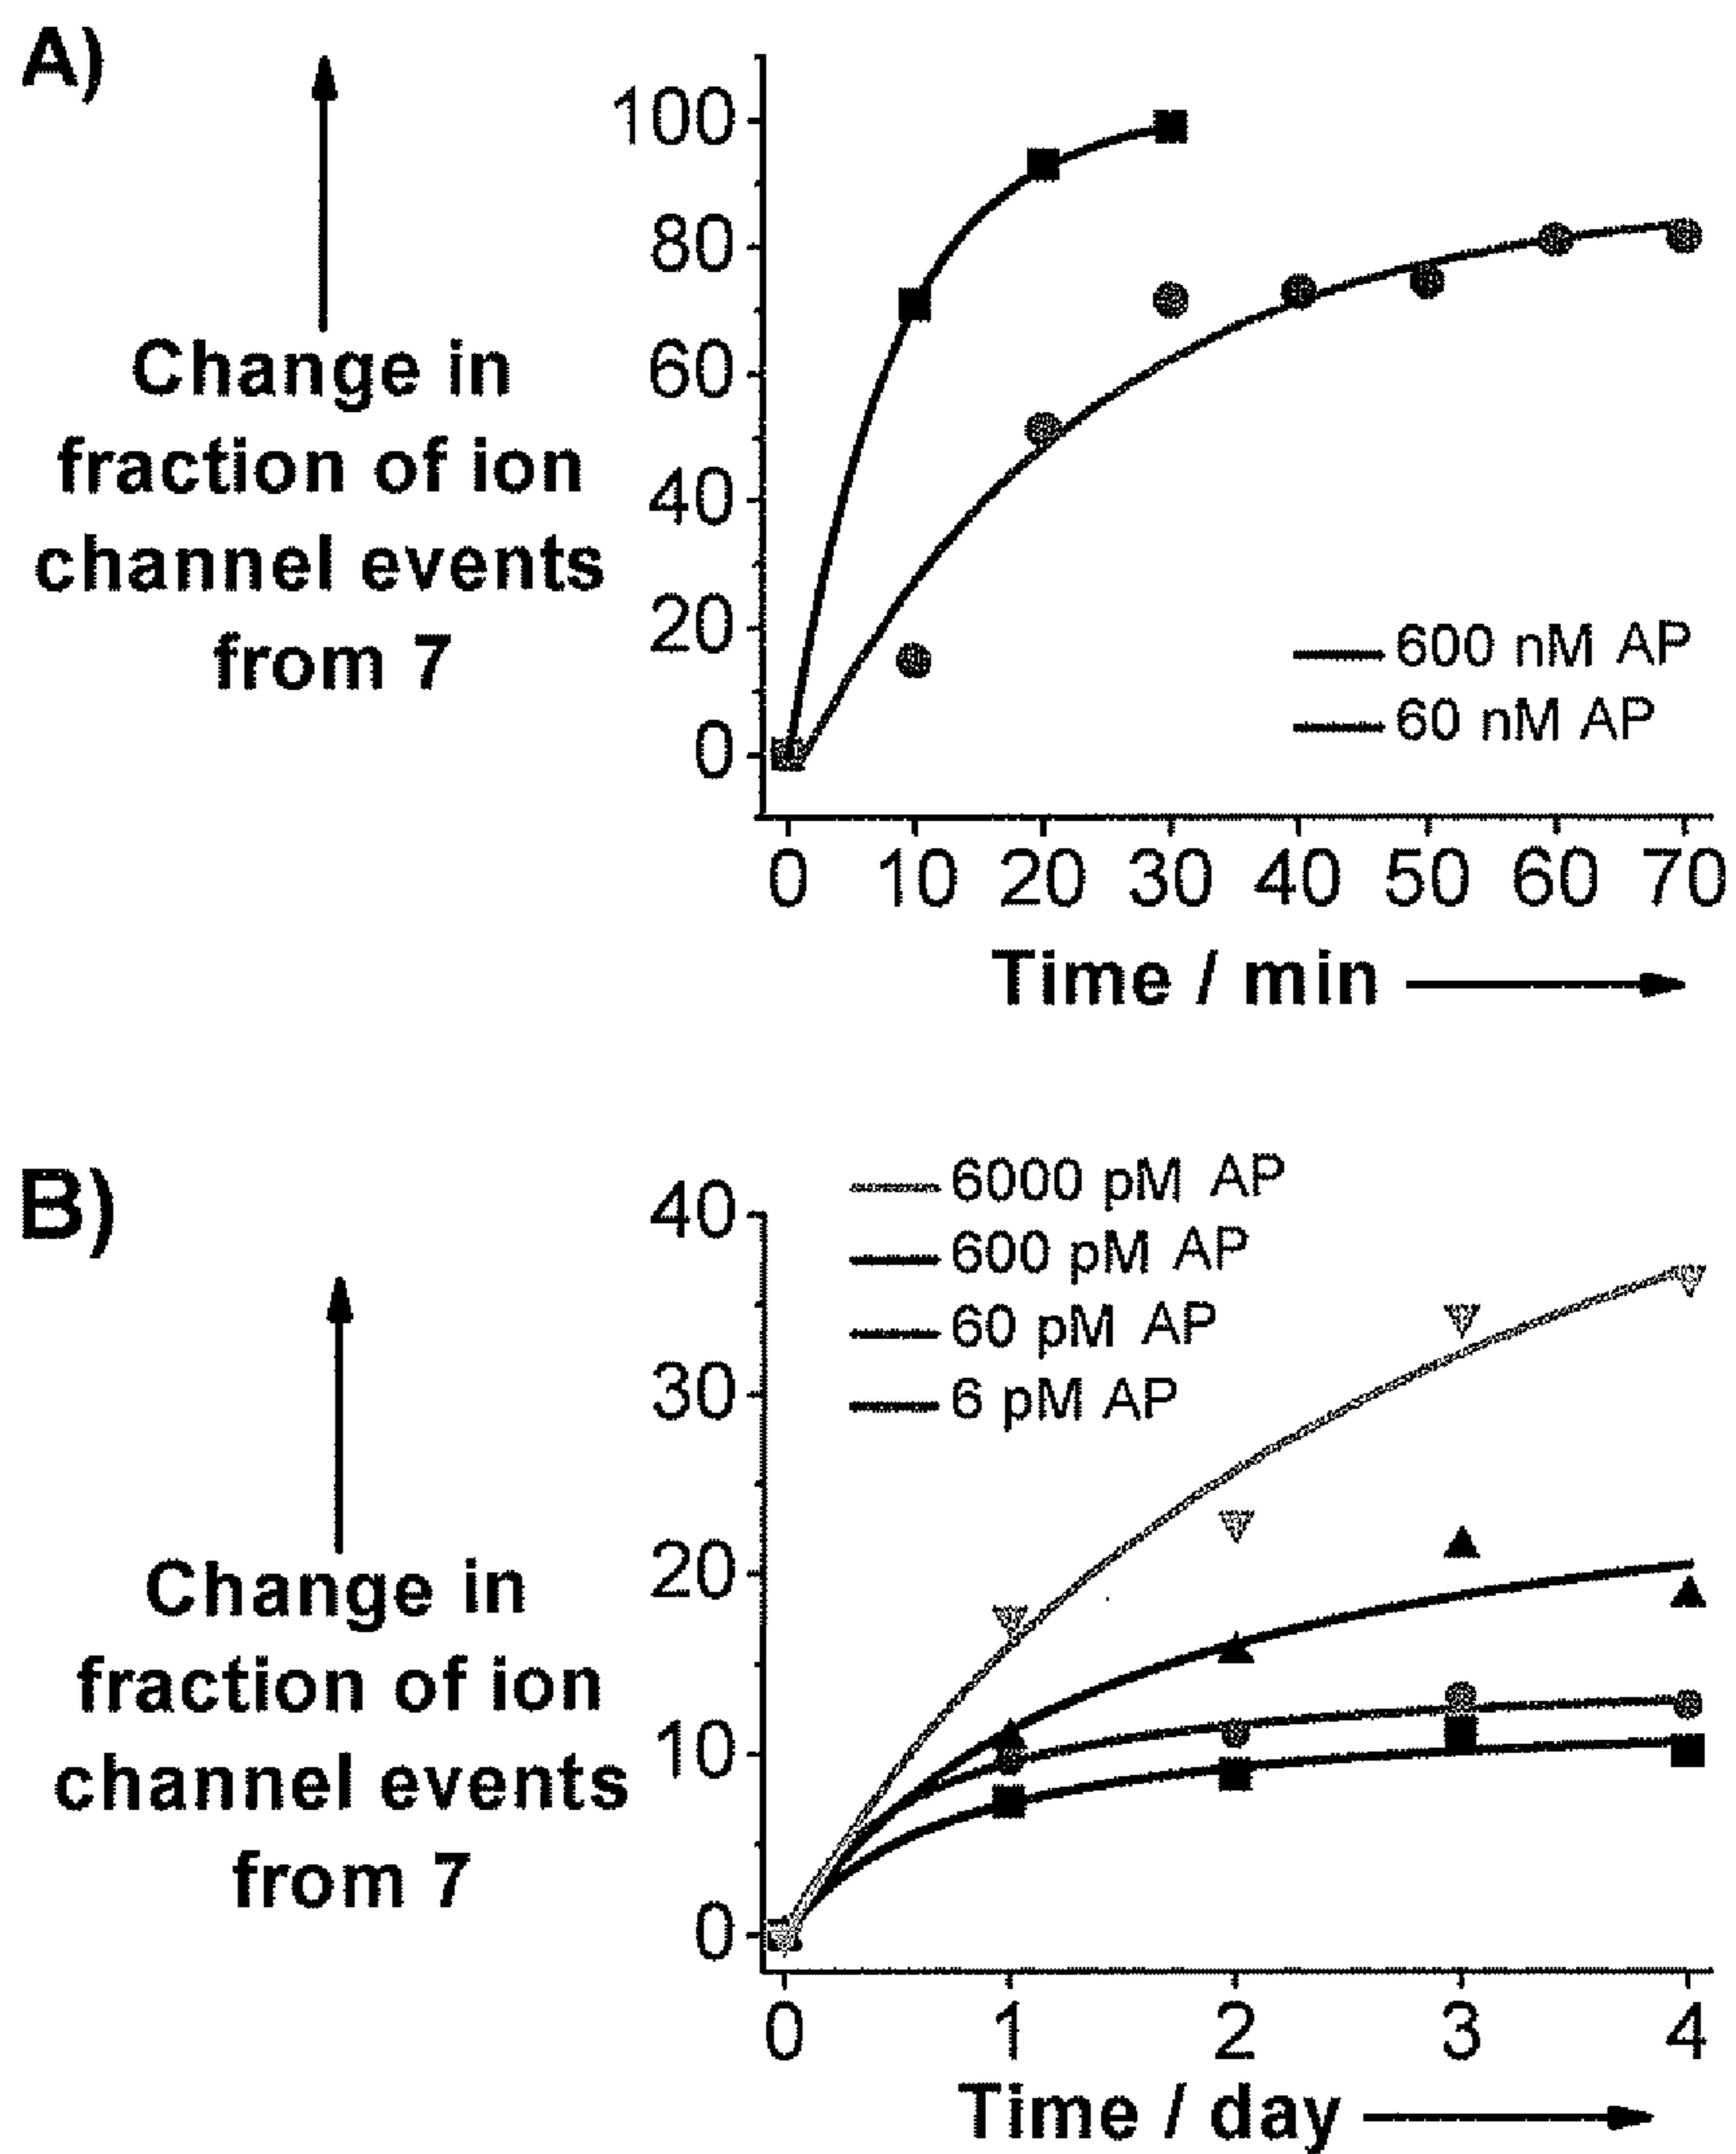 A)
Change in
fraction of ion
channel events
from 7
100
80
60
40
20
0
600 nM AP
60 nM AP
0 10 20 30 40 50 60 70
Time / min
B)
Change in
fraction of ion
channel events
from 7
40
30
20
10
0
6000 pM AP
600 pM AP
60 pM AP
6 pM AP
0 1 2 3 4
Time / day